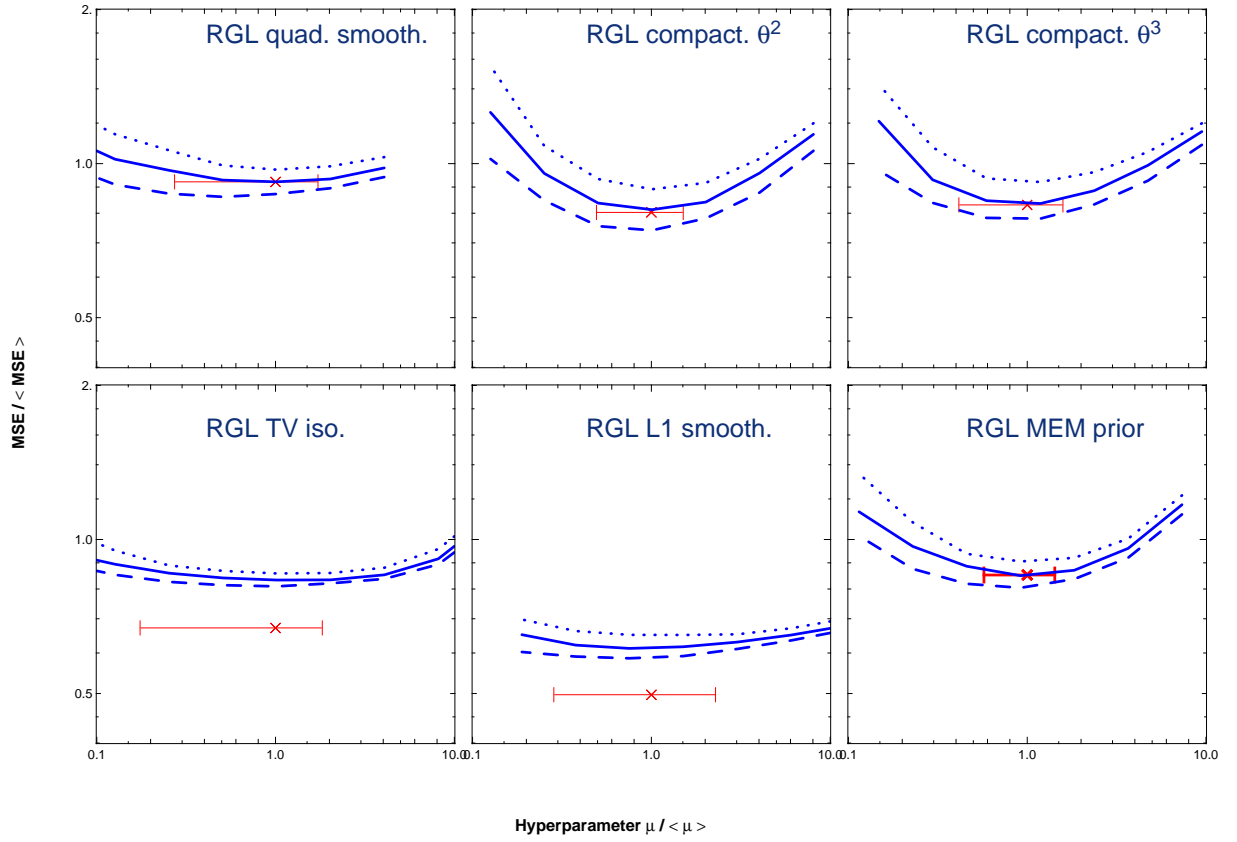 2.
RGL quad. smooth.
RGL compact. θ²
RGL compact. θ³
1.0
0.5
MSE / < MSE >
2.
RGL TV iso.
RGL L1 smooth.
RGL MEM prior
1.0
0.5
0.1
1.0
10.0
0.1
1.0
10.0
0.1
1.0
10.0
Hyperparameter μ / < μ >